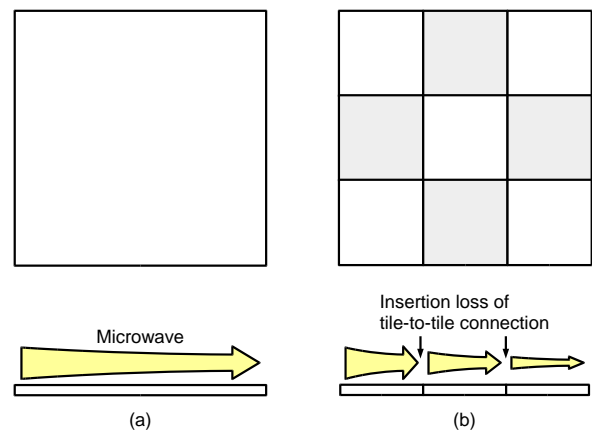 Microwave
Insertion loss of
tile-to-tile connection
(a)
(b)